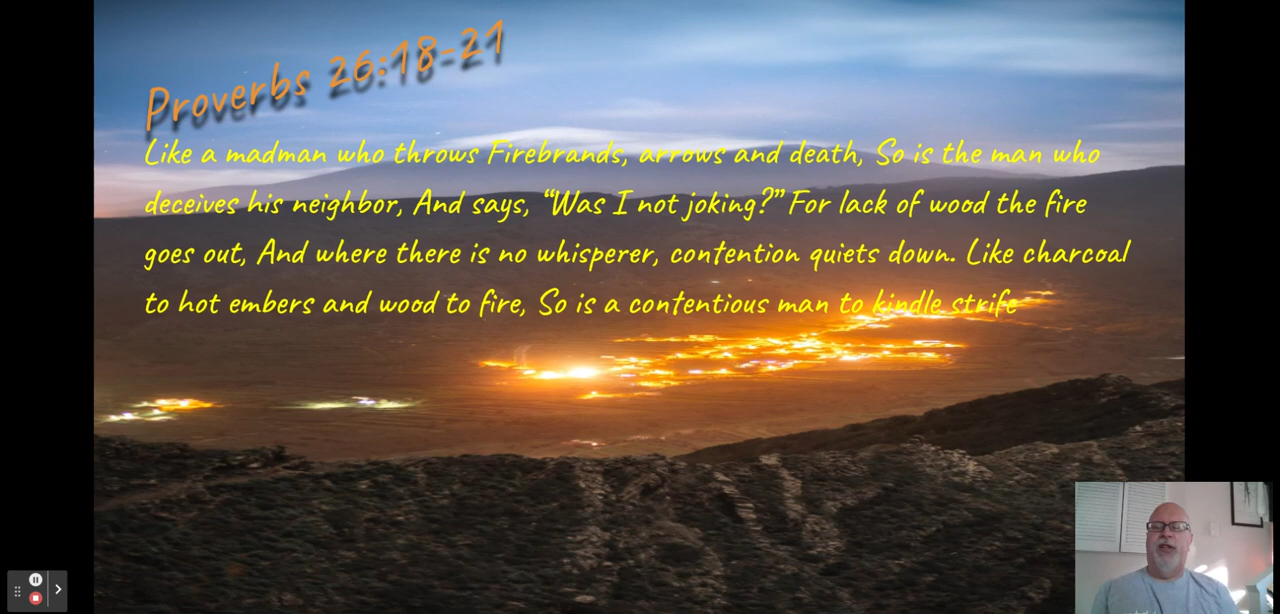 Proverbs 26:18-21
Like a madman who throws Firebrands, arrows and death, So is the man who
deceives his neighbor, And says, “Was I not joking?” For lack of wood the fire
goes out, And where there is no whisperer, contention quiets down. Like charcoal
to hot embers and wood to fire, So is a contentious man to kindle strife